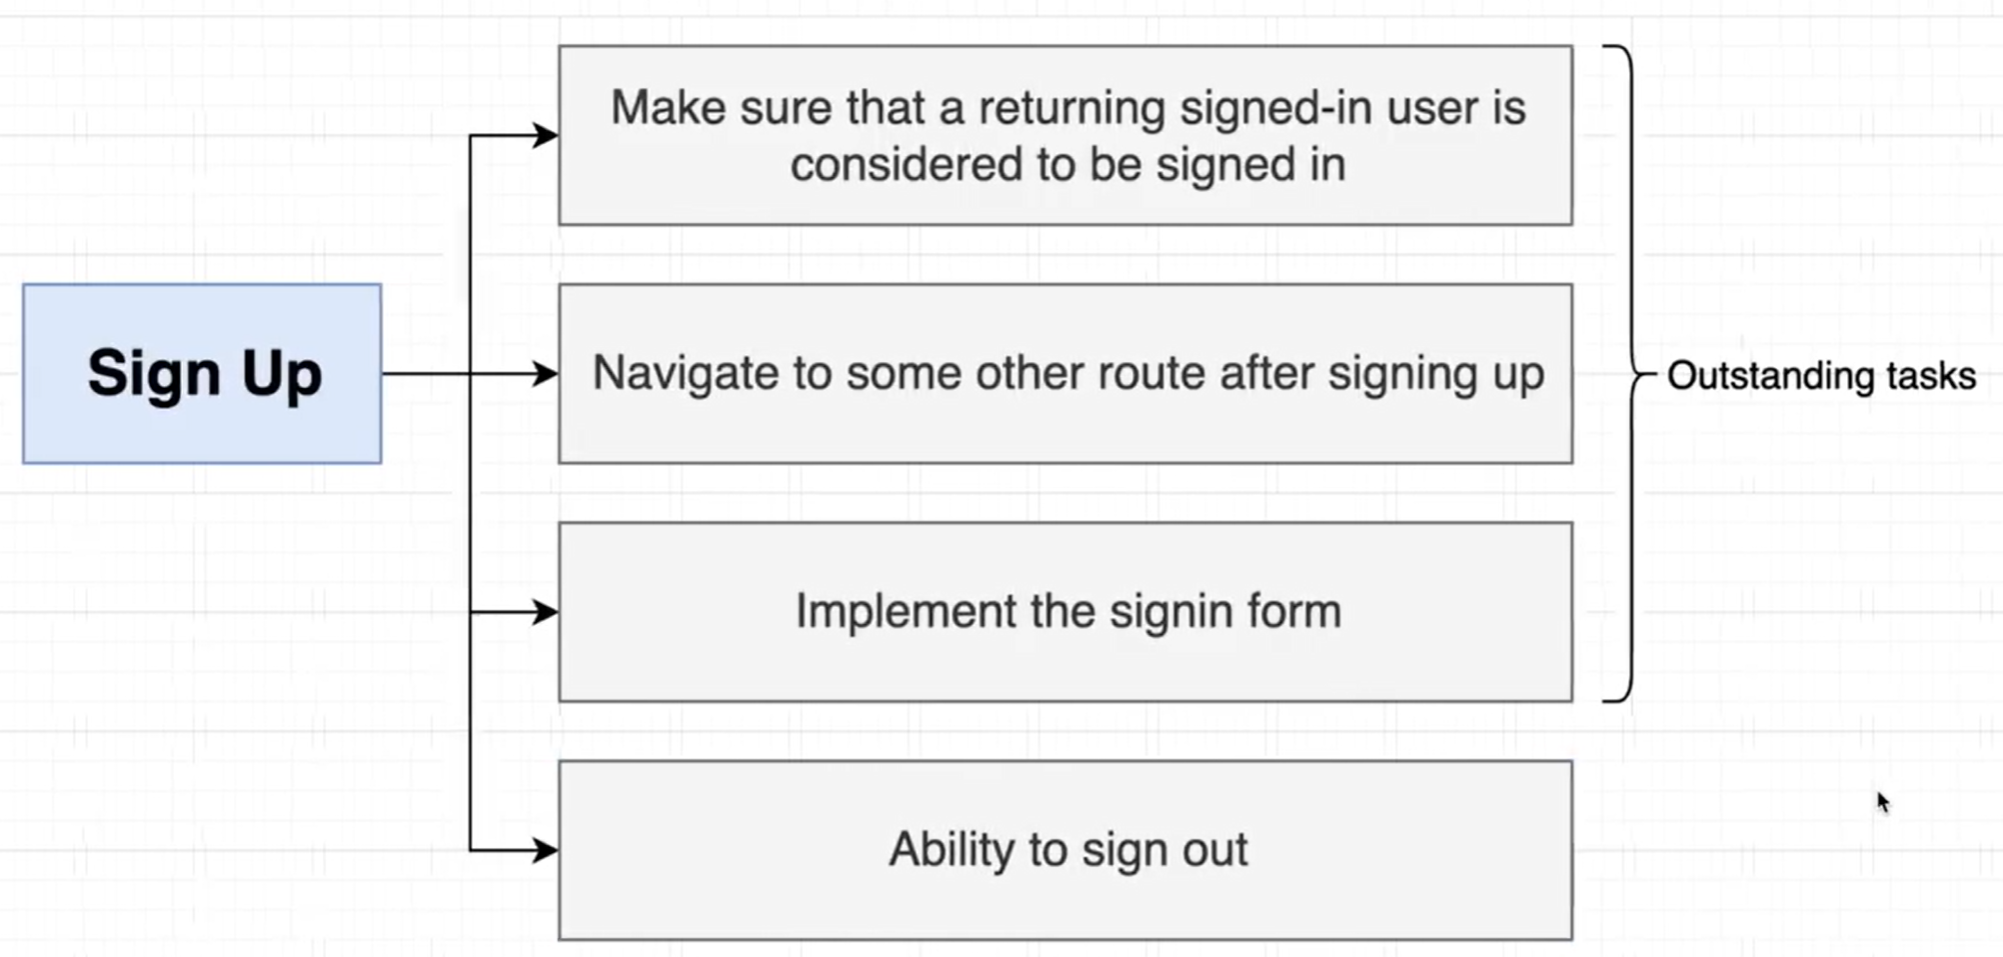 Make sure that a returning signed-in user is
considered to be signed in
Sign Up
Navigate to some other route after signing up
Outstanding tasks
Implement the signin form
Ability to sign out